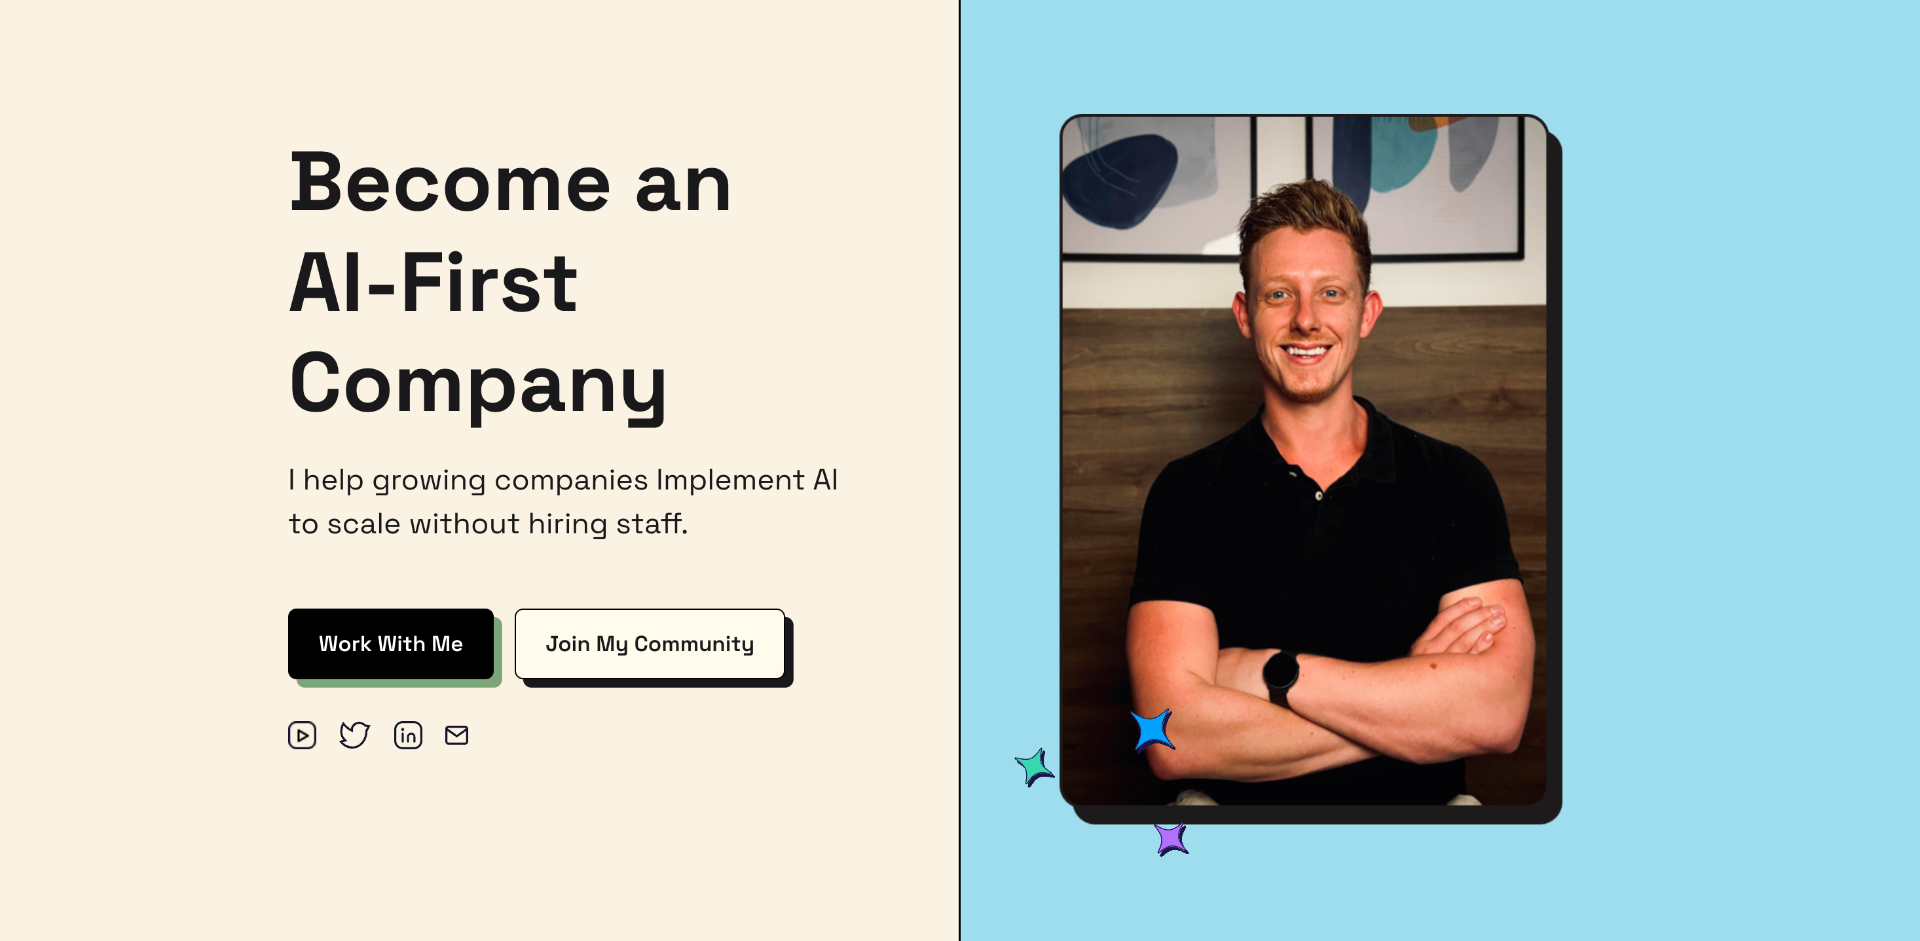 Become an
AI-First
Company
I help growing companies Implement AI
to scale without hiring staff.
Work With Me
Join My Community
in